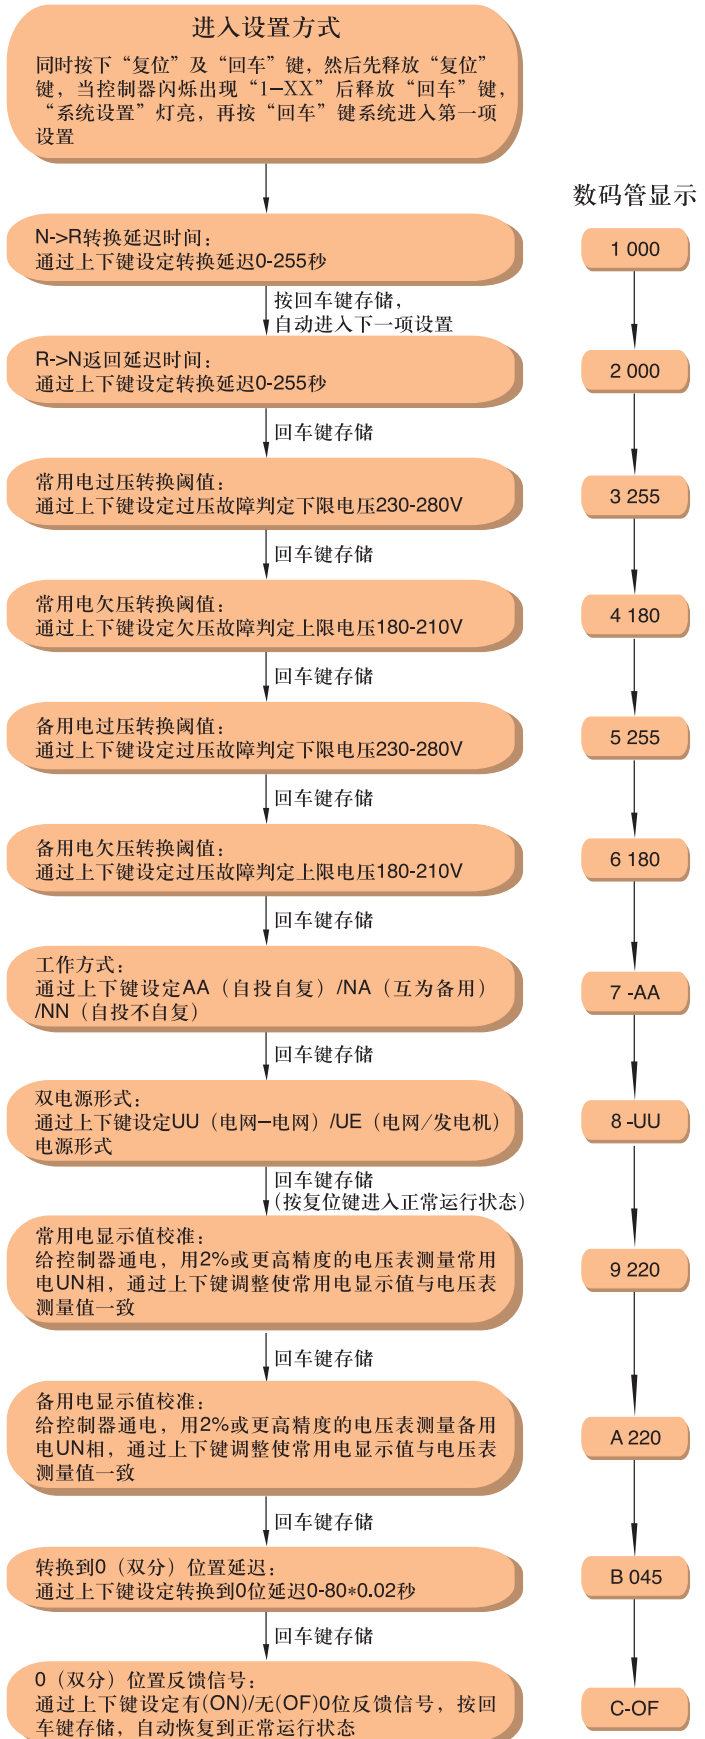 进入设置方式
同时按下“复位”及“回车”键，然后先释放“复位”
键，当控制器闪烁出现“1—XX”后释放“回车”键，
“系统设置”灯亮，再按“回车”键系统进入第一项
设置
数码管显示
N->R转换延迟时间：
通过上下键设定转换延迟0-255秒
1 000
按回车键存储，
自动进入下一项设置
R->N返回延迟时间：
通过上下键设定转换延迟0-255秒
2 000
回车键存储
常用电过压转换阈值：
通过上下键设定过压故障判定下限电压230-280V
3 255
回车键存储
常用电欠压转换阈值：
通过上下键设定欠压故障判定上限电压180-210V
4 180
回车键存储
备用电过压转换阈值：
通过上下键设定过压故障判定下限电压230-280V
5 255
回车键存储
备用电欠压转换阈值：
通过上下键设定过压故障判定上限电压180-210V
6 180
回车键存储
工作方式：
通过上下键设定AA（自投自复）/NA（互为备用）
/NN（自投不自复）
7 -AA
回车键存储
双电源形式：
通过上下键设定UU（电网—电网）/UE（电网／发电机）
电源形式
8 -UU
回车键存储
(按复位键进入正常运行状态)
常用电显示值校准：
给控制器通电，用2%或更高精度的电压表测量常用
电UN相，通过上下键调整使常用电显示值与电压表
测量值一致
9 220
回车键存储
备用电显示值校准：
给控制器通电，用2%或更高精度的电压表测量备用
电UN相，通过上下键调整使常用电显示值与电压表
测量值一致
A 220
回车键存储
转换到0（双分）位置延迟：
通过上下键设定转换到0位延迟0-80*0.02秒
B 045
回车键存储
0（双分）位置反馈信号：
通过上下键设定有(ON)/无(OF)0位反馈信号，按回
车键存储，自动恢复到正常运行状态
C-OF